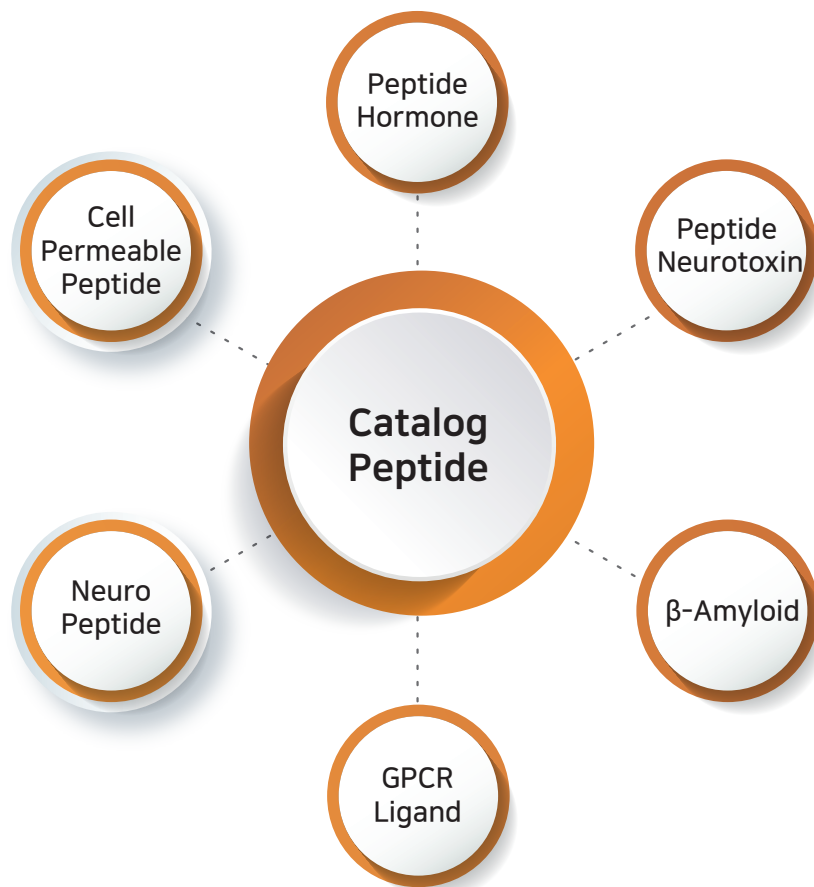 Peptide
Hormone
Cell
Permeable
Peptide
Peptide
Neurotoxin
Catalog
Peptide
Neuro
Peptide
β-Amyloid
GPCR
Ligand